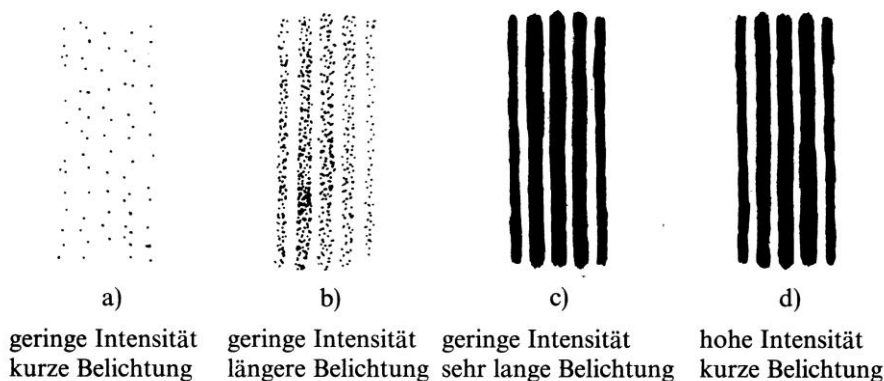 a)
b)
c)
d)
geringe Intensität
kurze Belichtung
geringe Intensität
längere Belichtung
geringe Intensität
sehr lange Belichtung
hohe Intensität
kurze Belichtung